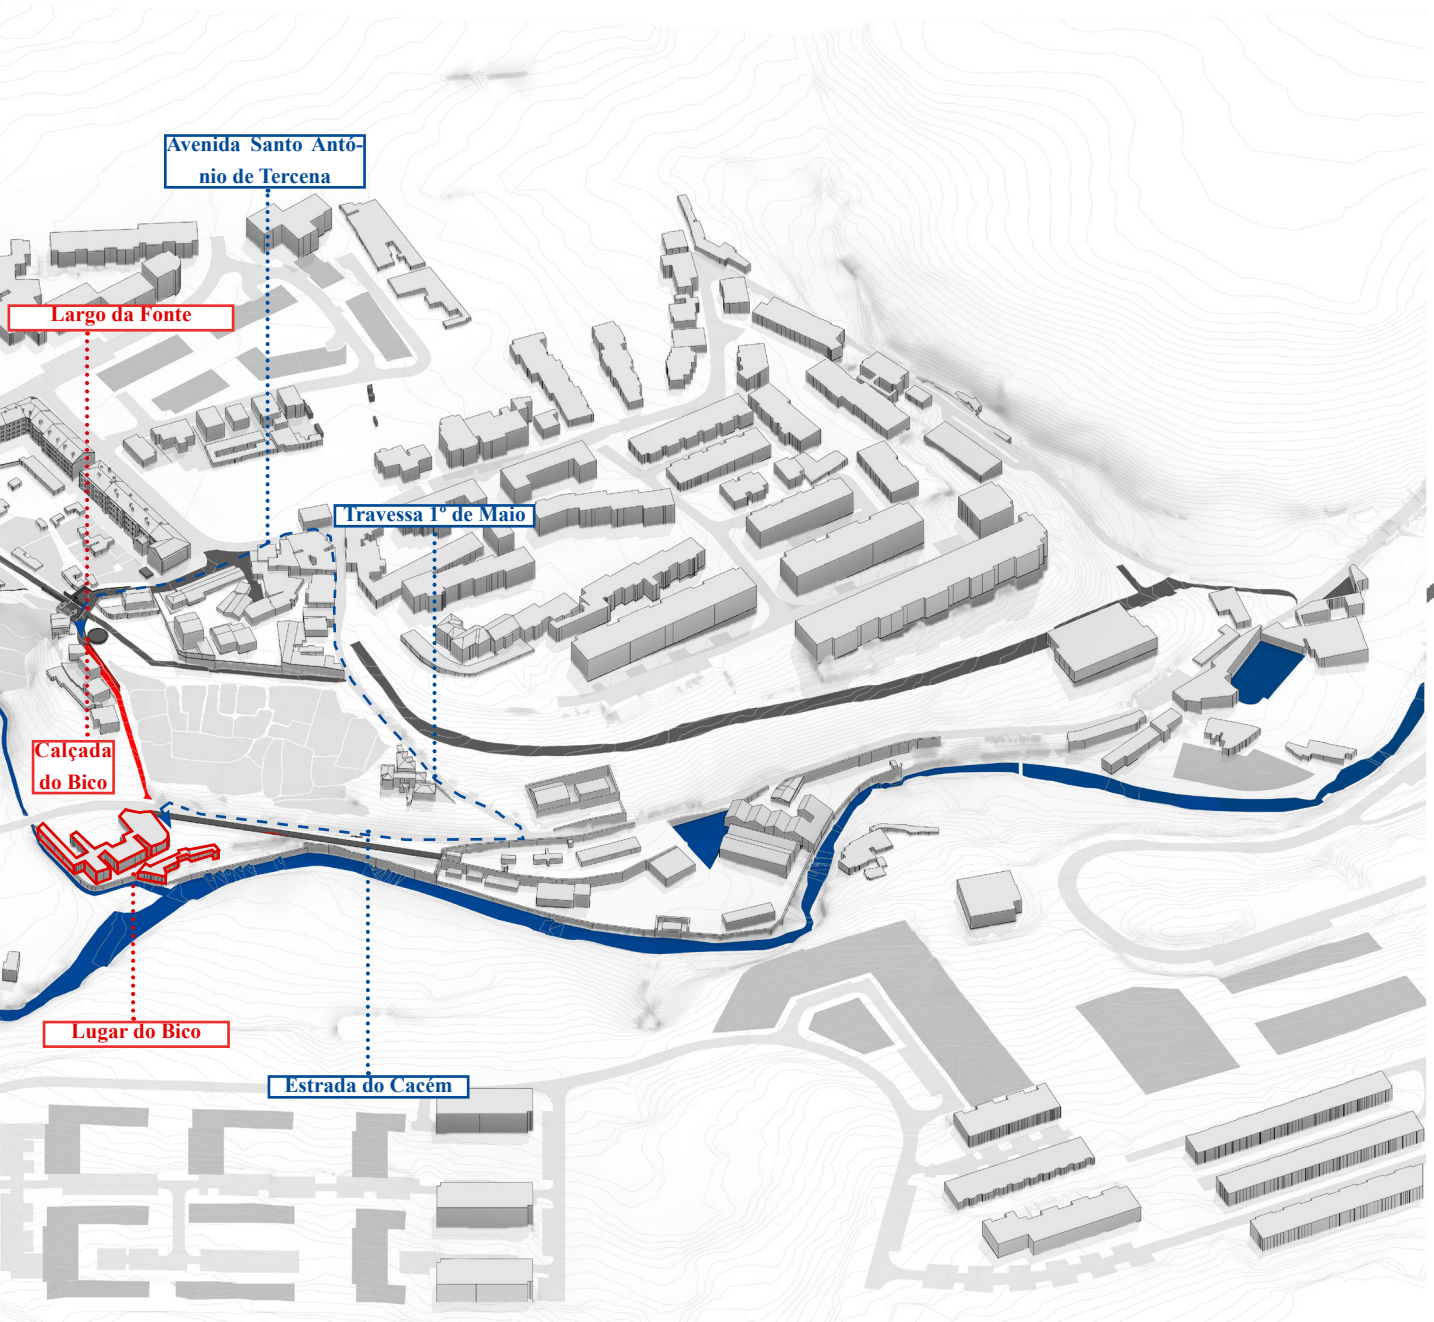 Avenida Santo Antó-
nio de Tercena
Largo da Fonte
Travessa 1º de Maio
Calçada
do Bico
Lugar do Bico
Estrada do Cacém